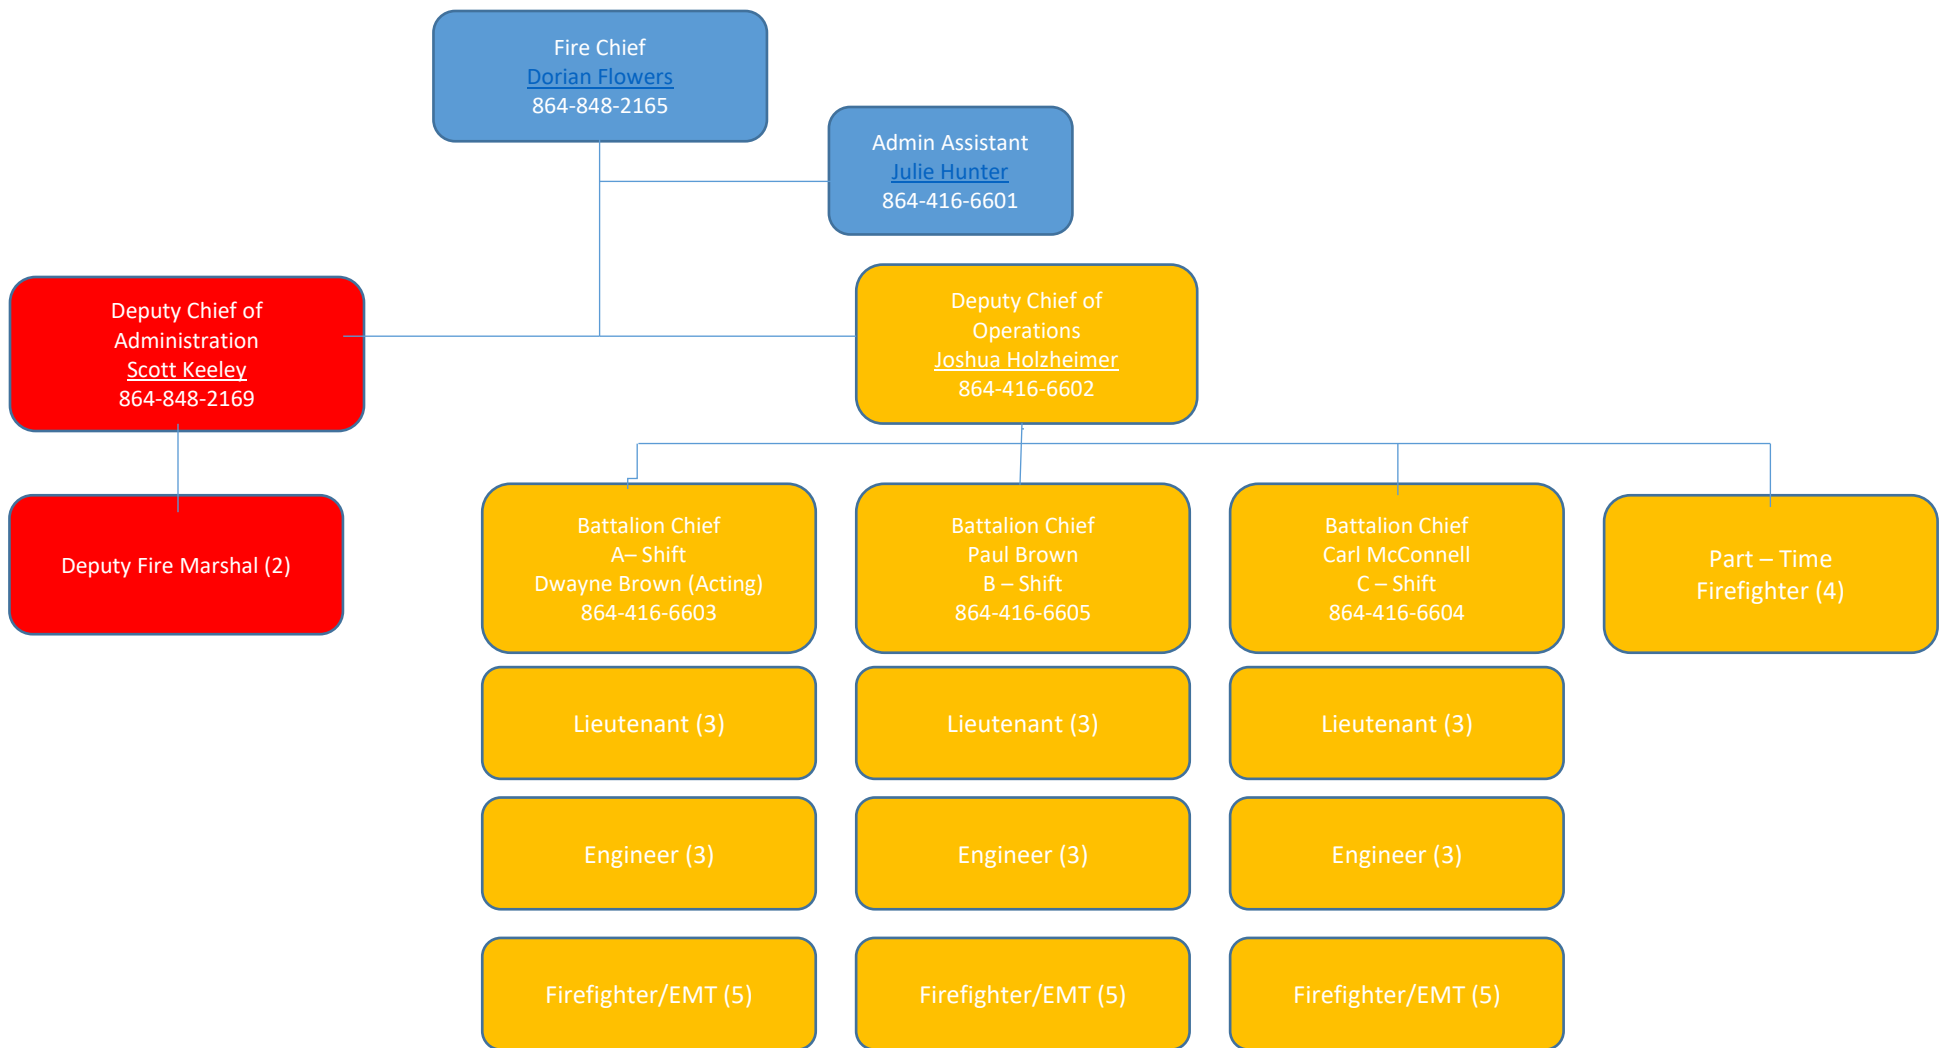 Fire Chief
Dorian Flowers
864-848-2165
Admin Assistant
Julie Hunter
864-416-6601
Deputy Chief of
Administration
Scott Keeley
864-848-2169
Deputy Chief of
Operations
Joshua Holzheimer
864-416-6602
Deputy Fire Marshal (2)
Battalion Chief
A– Shift
Dwayne Brown (Acting)
864-416-6603
Battalion Chief
Paul Brown
B – Shift
864-416-6605
Battalion Chief
Carl McConnell
C – Shift
864-416-6604
Part – Time
Firefighter (4)
Lieutenant (3)
Lieutenant (3)
Lieutenant (3)
Engineer (3)
Engineer (3)
Engineer (3)
Firefighter/EMT (5)
Firefighter/EMT (5)
Firefighter/EMT (5)